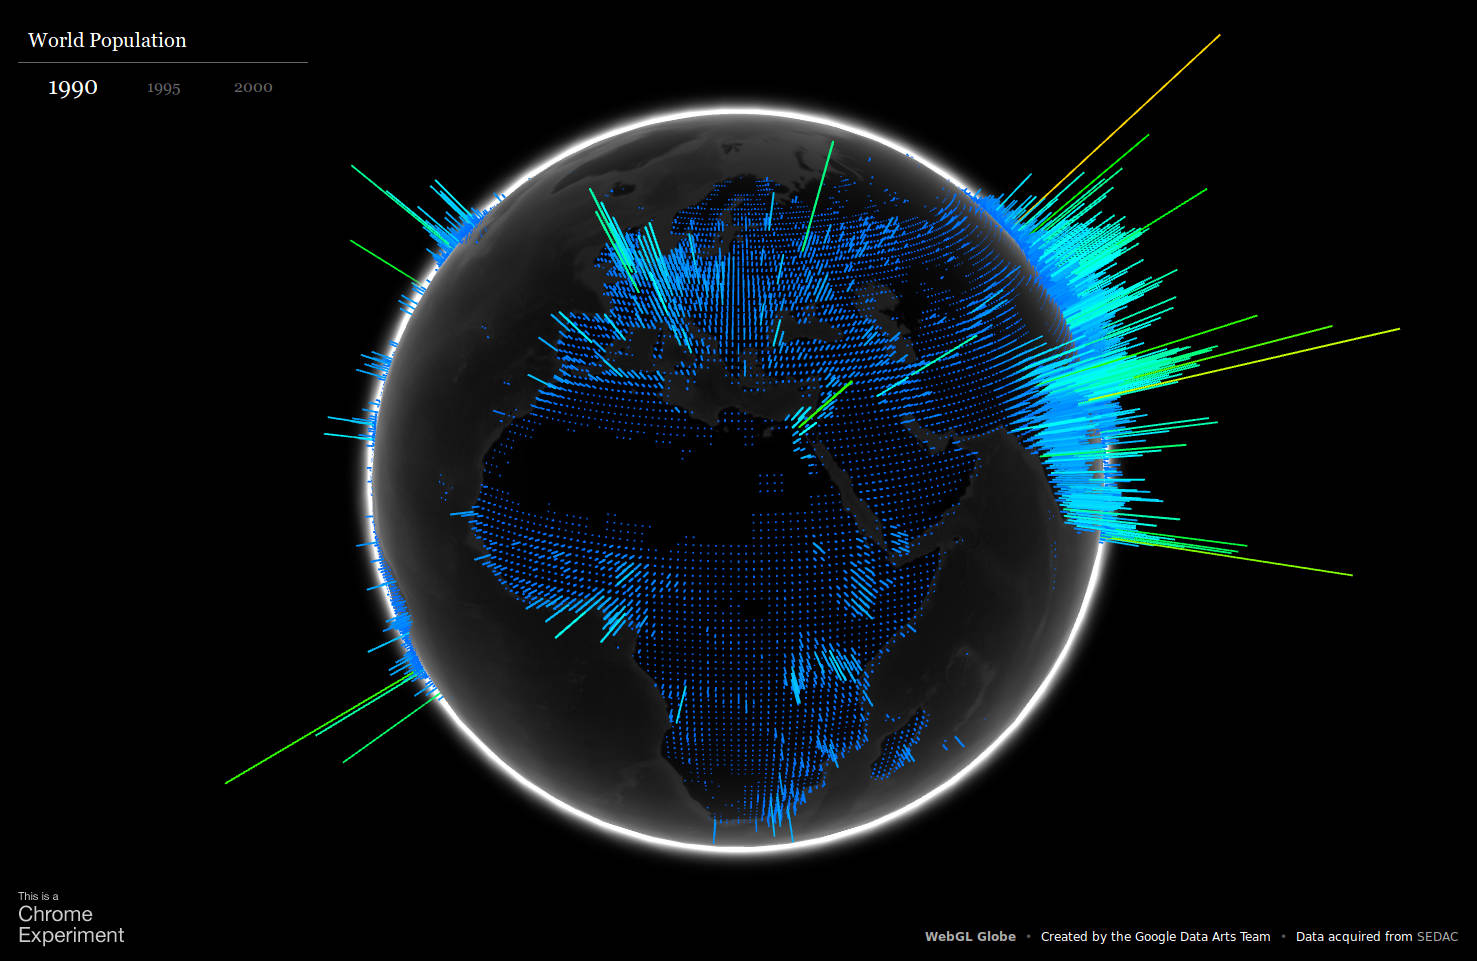 World Population
1990 1995 2000
This is a
Chrome
Experiment
WebGL Globe • Created by the Google Data Arts Team • Data acquired from SEDAC